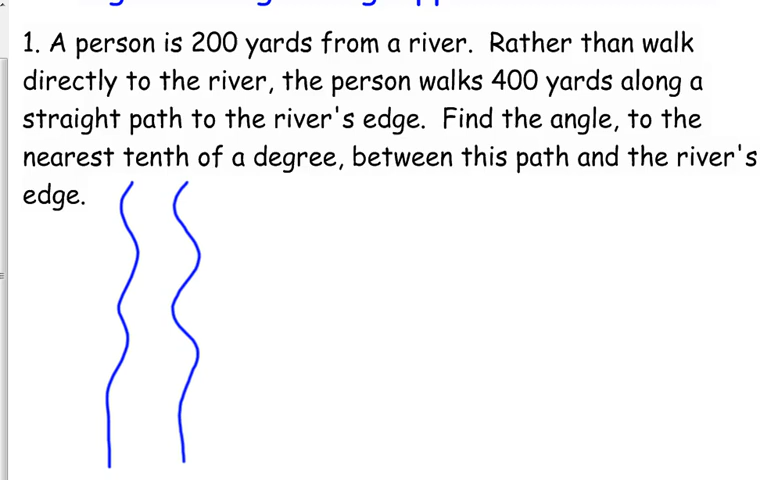 1. A person is 200 yards from a river. Rather than walk
directly to the river, the person walks 400 yards along a
straight path to the river's edge. Find the angle, to the
nearest tenth of a degree, between this path and the river's
edge.